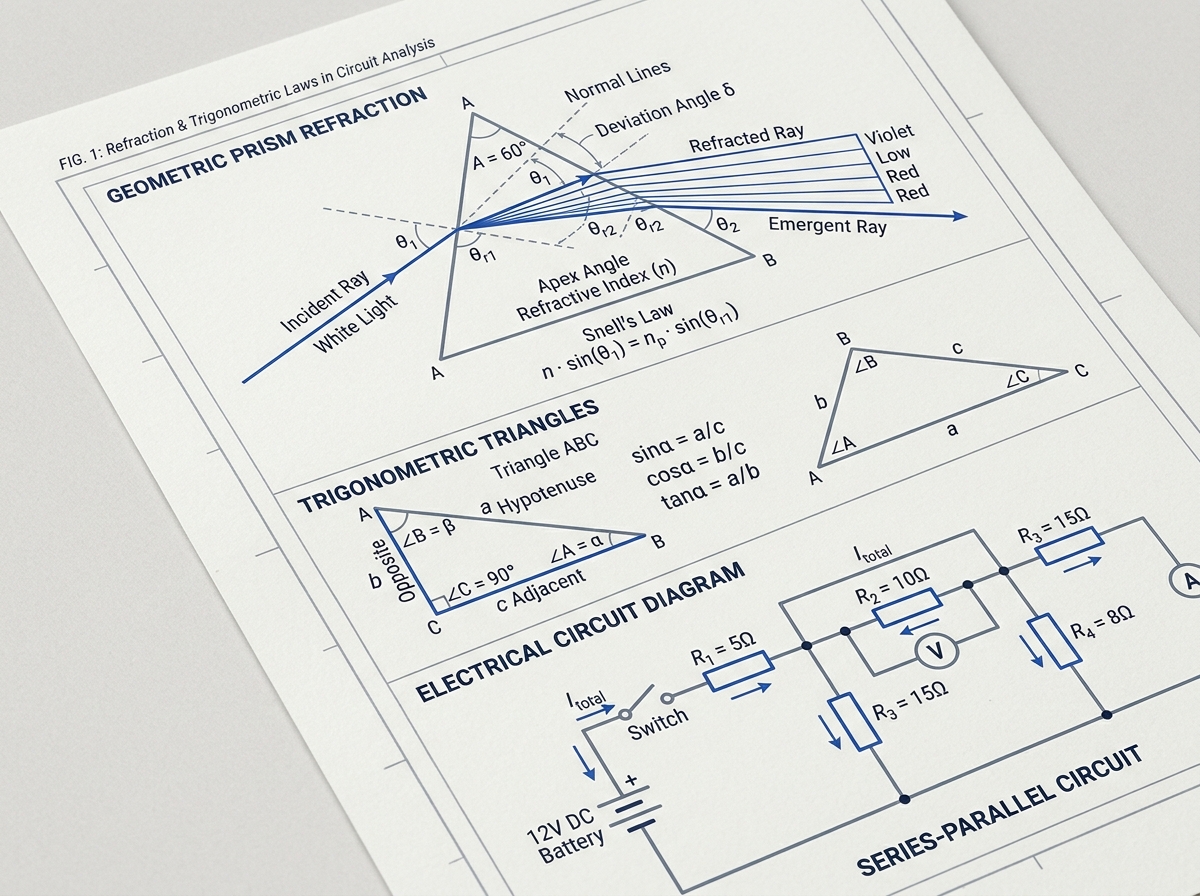 FIG. 1: Refraction & Trigonometric Laws in Circuit Analysis
GEOMETRIC PRISM REFRACTION
A
Normal Lines
Deviation Angle δ
A = 60°
θ1
Refracted Ray
Violet
Low
Red
Red
θ1
θr1
θr2
θr2
θ2
Emergent Ray
Incident Ray
White Light
Apex Angle
Refractive Index (n)
B
A
Snell's Law
n · sin(θ1) = np · sin(θr1)
TRIGONOMETRIC TRIANGLES
Triangle ABC
A
a Hypotenuse
∠B = β
∠A = α
B
b Opposite
∠C = 90°
c Adjacent
C
sinα = a/c
cosα = b/c
tanα = a/b
B
c
∠B
∠C
C
b
∠A
a
A
ELECTRICAL CIRCUIT DIAGRAM
Itotal
R3 = 15Ω
A
R2 = 10Ω
R1 = 5Ω
V
R4 = 8Ω
Itotal
Switch
R3 = 15Ω
+
12V DC
Battery
SERIES-PARALLEL CIRCUIT